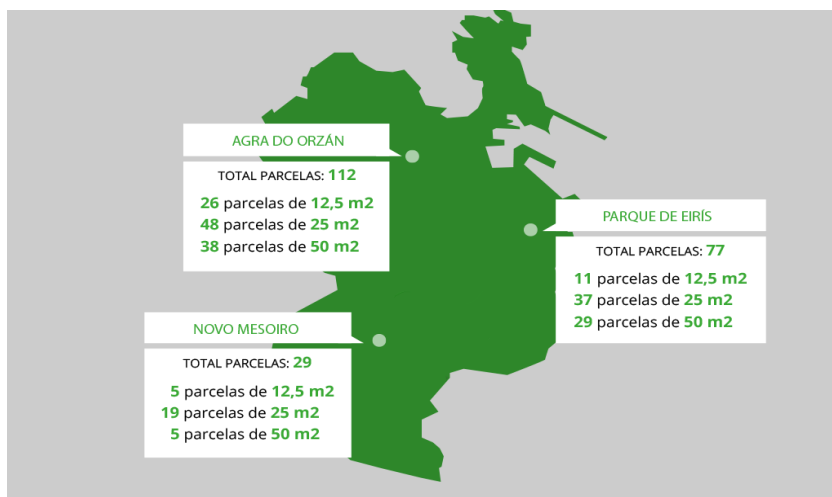 AGRA DO ORZÁN
TOTAL PARCELAS: 112
26 parcelas de 12,5 m2
48 parcelas de 25 m2
38 parcelas de 50 m2
PARQUE DE EIRÍS
TOTAL PARCELAS: 77
11 parcelas de 12,5 m2
37 parcelas de 25 m2
29 parcelas de 50 m2
NOVO MESOIRO
TOTAL PARCELAS: 29
5 parcelas de 12,5 m2
19 parcelas de 25 m2
5 parcelas de 50 m2